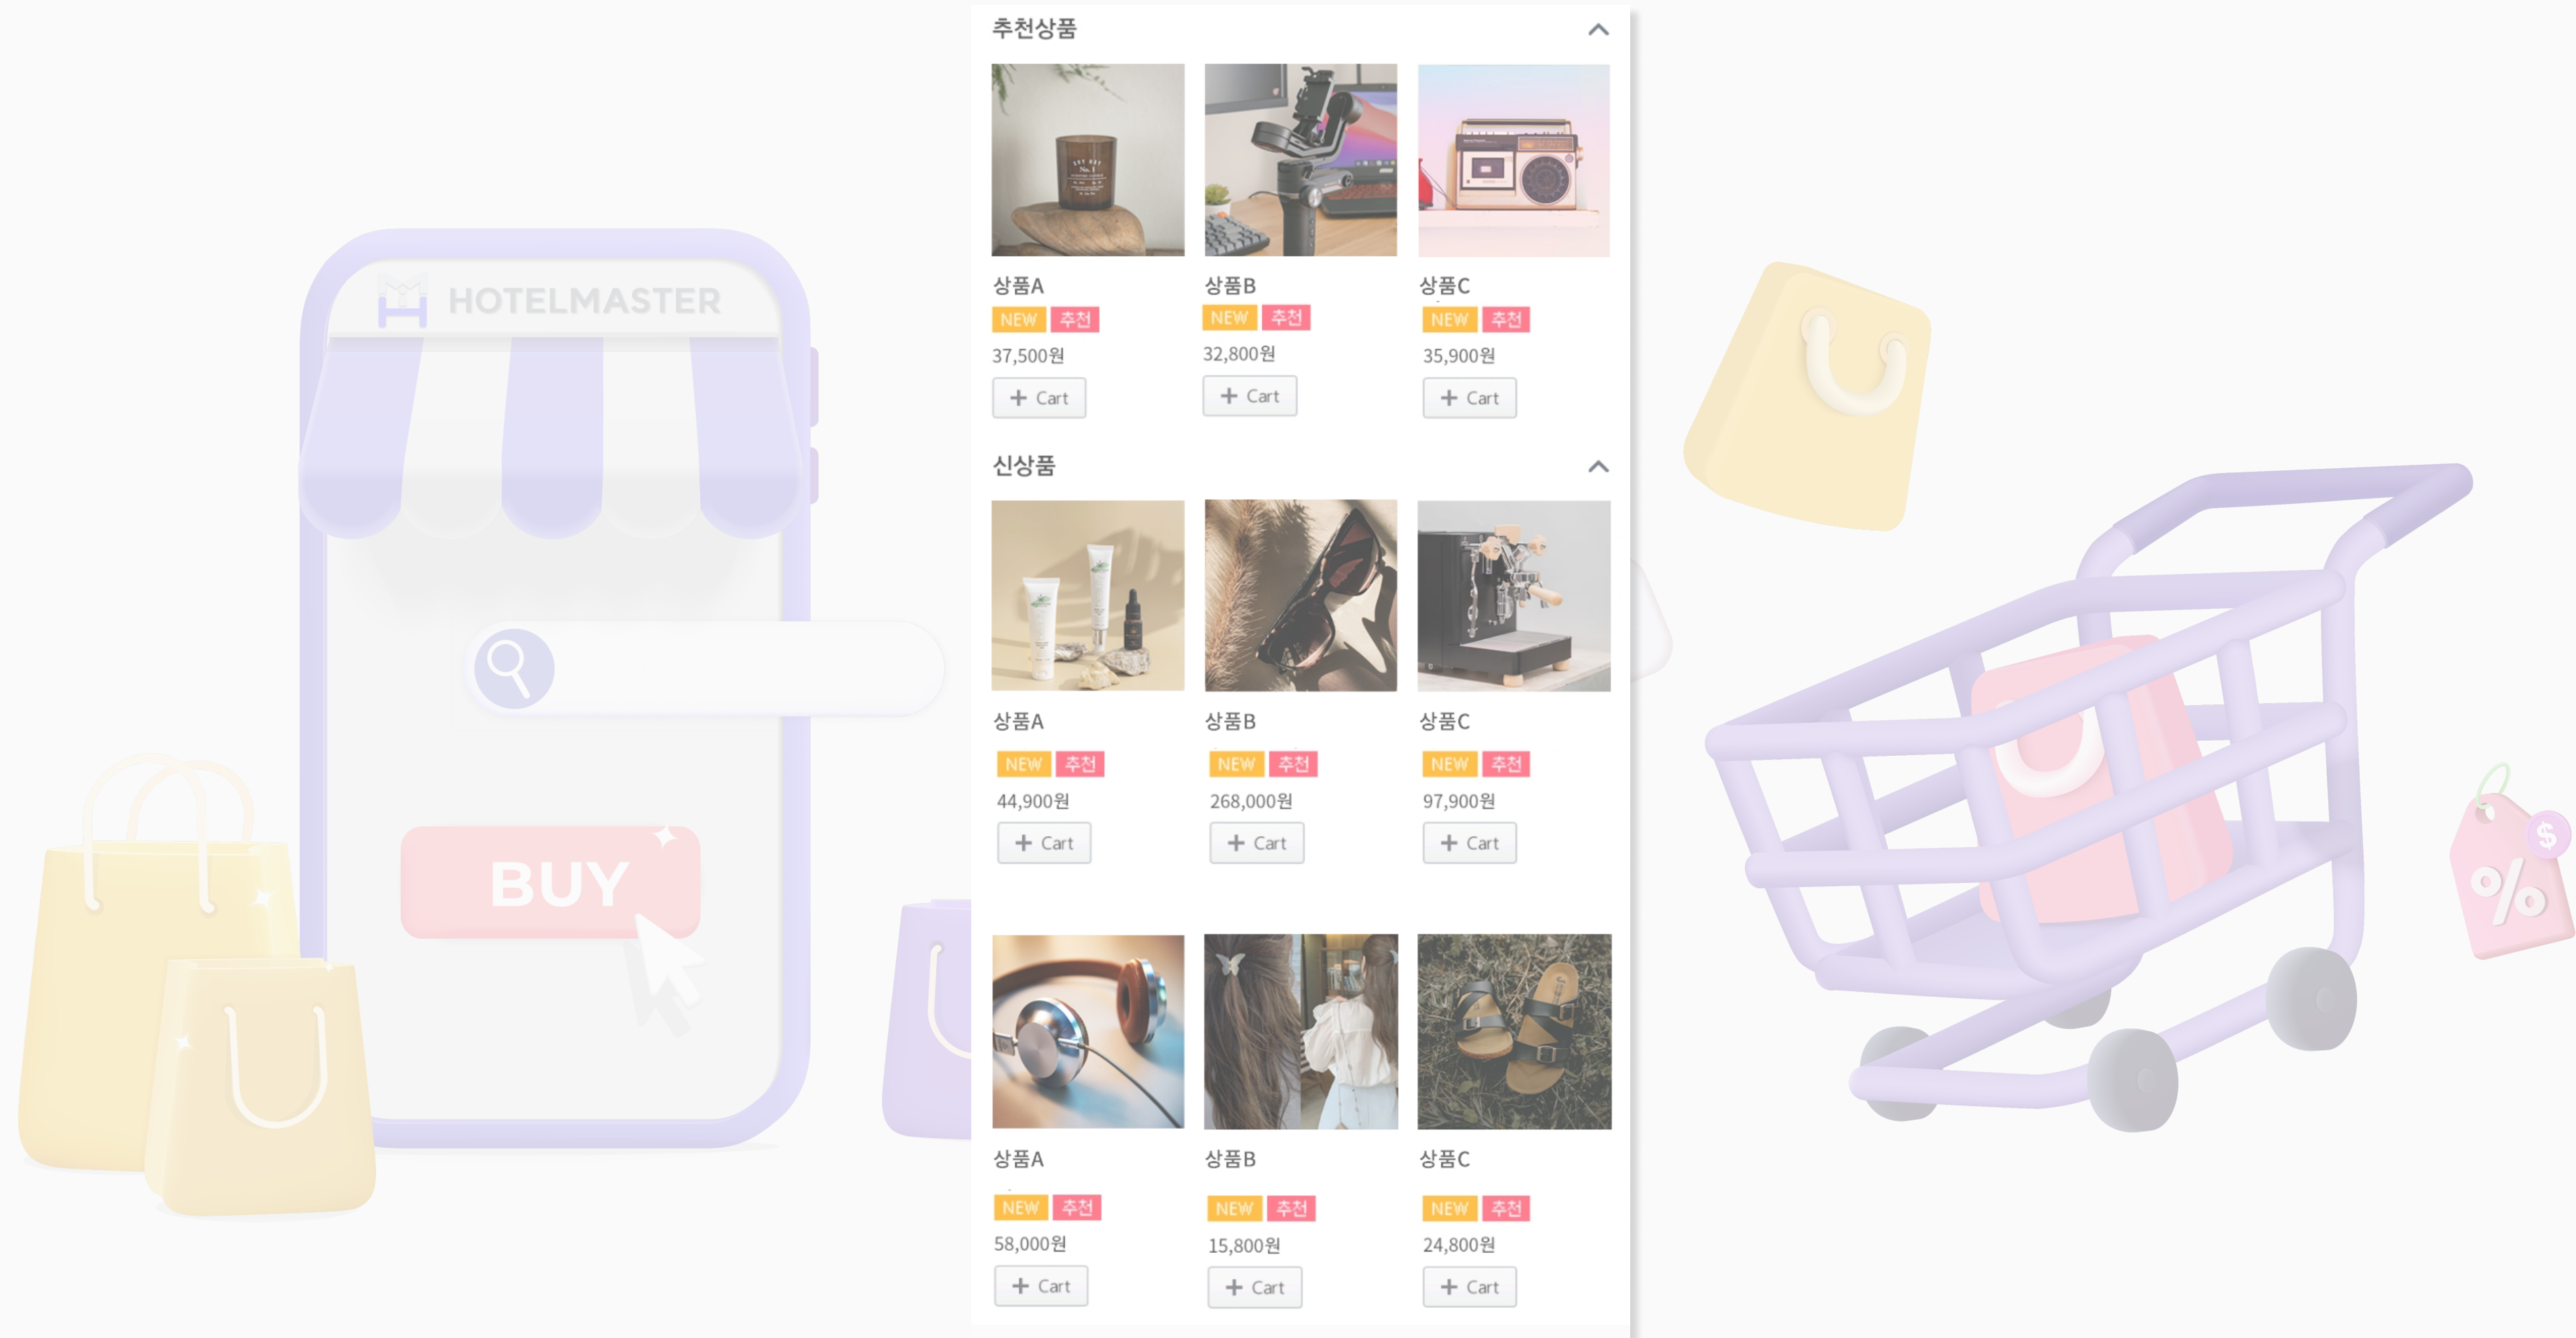 HOTELMASTER
BUY
추천상품
No. 1
상품A
상품B
상품C
NEW 추천
NEW 추천
NEW 추천
37,500원
32,800원
35,900원
+ Cart
+ Cart
+ Cart
신상품
상품A
상품B
상품C
NEW 추천
NEW 추천
NEW 추천
44,900원
268,000원
97,900원
+ Cart
+ Cart
+ Cart
상품A
상품B
상품C
NEW 추천
NEW 추천
NEW 추천
58,000원
15,800원
24,800원
+ Cart
+ Cart
+ Cart
$
%